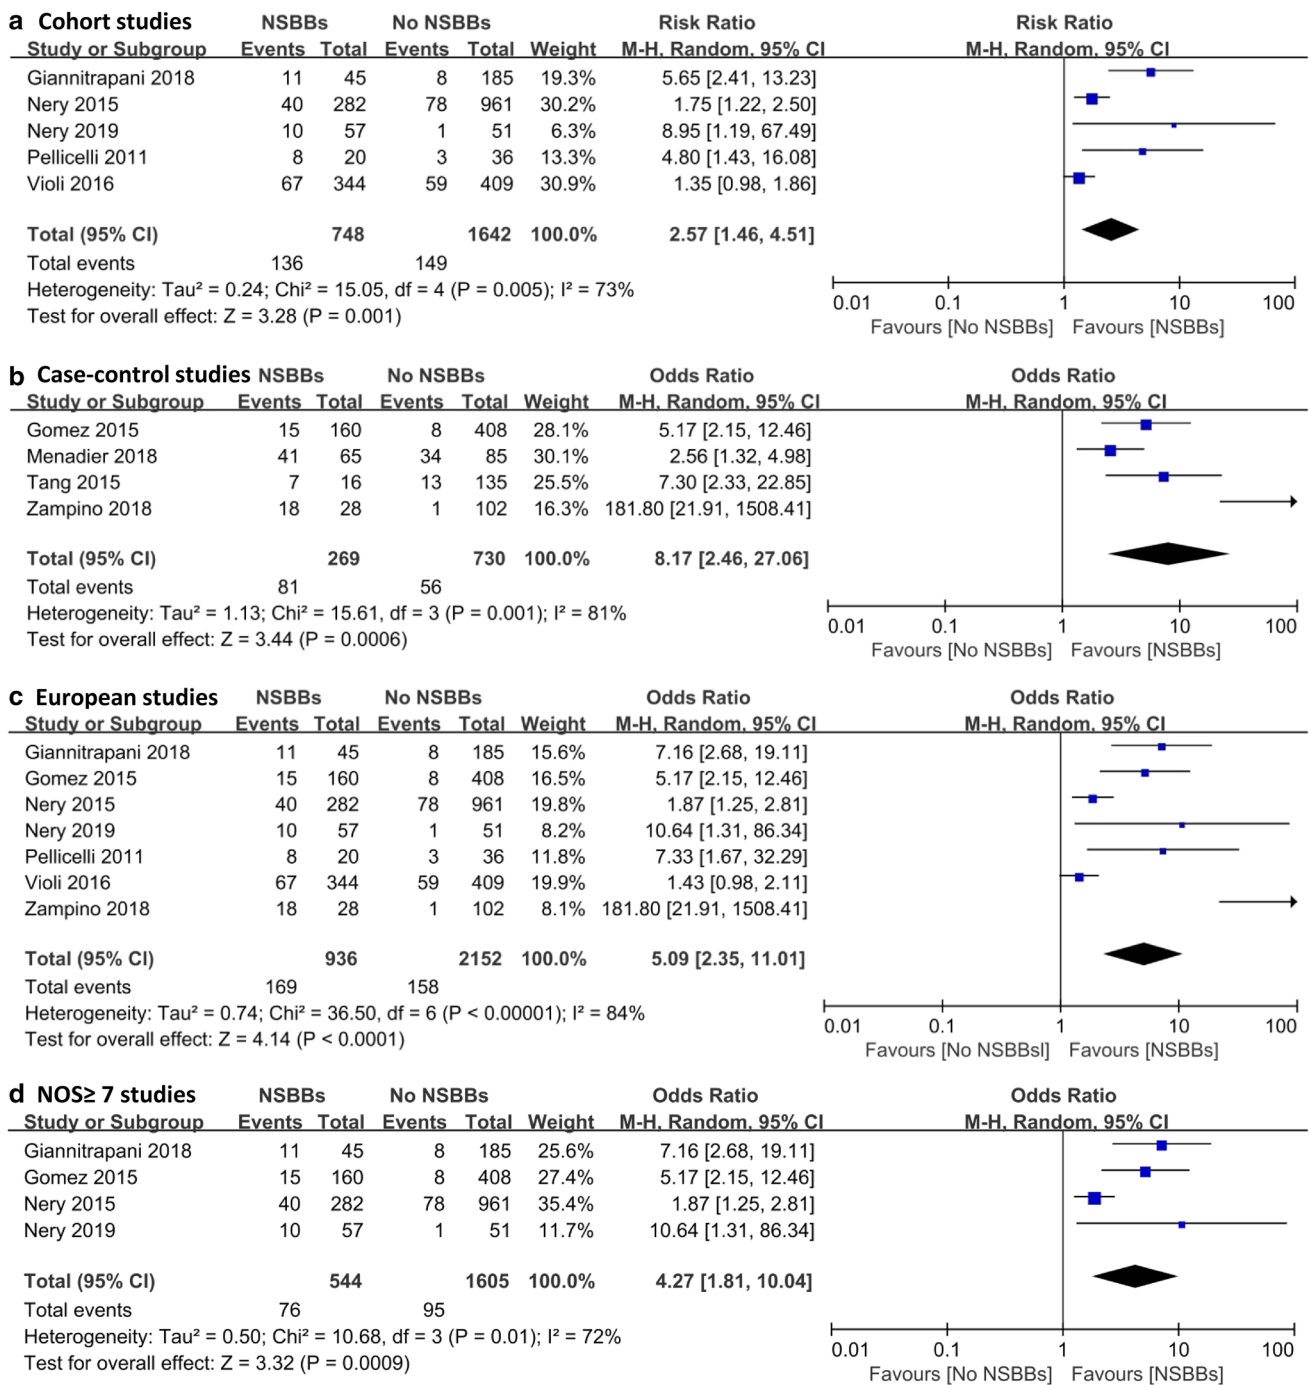 a Cohort studies NSBBs No NSBBs Risk Ratio Risk Ratio
Study or Subgroup Events Total Events Total Weight M-H, Random, 95% CI M-H, Random, 95% CI
Giannitrapani 2018 11 45 8 185 19.3% 5.65 [2.41, 13.23]
Nery 2015 40 282 78 961 30.2% 1.75 [1.22, 2.50]
Nery 2019 10 57 1 51 6.3% 8.95 [1.19, 67.49]
Pellicelli 2011 8 20 3 36 13.3% 4.80 [1.43, 16.08]
Violi 2016 67 344 59 409 30.9% 1.35 [0.98, 1.86]
Total (95% CI) 748 1642 100.0% 2.57 [1.46, 4.51]
Total events 136 149
Heterogeneity: Tau² = 0.24; Chi² = 15.05, df = 4 (P = 0.005); I² = 73%
Test for overall effect: Z = 3.28 (P = 0.001)
0.01 0.1 1 10 100
Favours [No NSBBs] Favours [NSBBs]
b Case-control studies NSBBs No NSBBs Odds Ratio Odds Ratio
Study or Subgroup Events Total Events Total Weight M-H, Random, 95% CI M-H, Random, 95% CI
Gomez 2015 15 160 8 408 28.1% 5.17 [2.15, 12.46]
Menadier 2018 41 65 34 85 30.1% 2.56 [1.32, 4.98]
Tang 2015 7 16 13 135 25.5% 7.30 [2.33, 22.85]
Zampino 2018 18 28 1 102 16.3% 181.80 [21.91, 1508.41]
Total (95% CI) 269 730 100.0% 8.17 [2.46, 27.06]
Total events 81 56
Heterogeneity: Tau² = 1.13; Chi² = 15.61, df = 3 (P = 0.001); I² = 81%
Test for overall effect: Z = 3.44 (P = 0.0006)
0.01 0.1 1 10 100
Favours [No NSBBs] Favours [NSBBs]
c European studies NSBBs No NSBBs Odds Ratio Odds Ratio
Study or Subgroup Events Total Events Total Weight M-H, Random, 95% CI M-H, Random, 95% CI
Giannitrapani 2018 11 45 8 185 15.6% 7.16 [2.68, 19.11]
Gomez 2015 15 160 8 408 16.5% 5.17 [2.15, 12.46]
Nery 2015 40 282 78 961 19.8% 1.87 [1.25, 2.81]
Nery 2019 10 57 1 51 8.2% 10.64 [1.31, 86.34]
Pellicelli 2011 8 20 3 36 11.8% 7.33 [1.67, 32.29]
Violi 2016 67 344 59 409 19.9% 1.43 [0.98, 2.11]
Zampino 2018 18 28 1 102 8.1% 181.80 [21.91, 1508.41]
Total (95% CI) 936 2152 100.0% 5.09 [2.35, 11.01]
Total events 169 158
Heterogeneity: Tau² = 0.74; Chi² = 36.50, df = 6 (P < 0.00001); I² = 84%
Test for overall effect: Z = 4.14 (P < 0.0001)
0.01 0.1 1 10 100
Favours [No NSBBsl] Favours [NSBBs]
d NOS≥ 7 studies NSBBs No NSBBs Odds Ratio Odds Ratio
Study or Subgroup Events Total Events Total Weight M-H, Random, 95% CI M-H, Random, 95% CI
Giannitrapani 2018 11 45 8 185 25.6% 7.16 [2.68, 19.11]
Gomez 2015 15 160 8 408 27.4% 5.17 [2.15, 12.46]
Nery 2015 40 282 78 961 35.4% 1.87 [1.25, 2.81]
Nery 2019 10 57 1 51 11.7% 10.64 [1.31, 86.34]
Total (95% CI) 544 1605 100.0% 4.27 [1.81, 10.04]
Total events 76 95
Heterogeneity: Tau² = 0.50; Chi² = 10.68, df = 3 (P = 0.01); I² = 72%
Test for overall effect: Z = 3.32 (P = 0.0009)
0.01 0.1 1 10 100
Favours [No NSBBs] Favours [NSBBs]